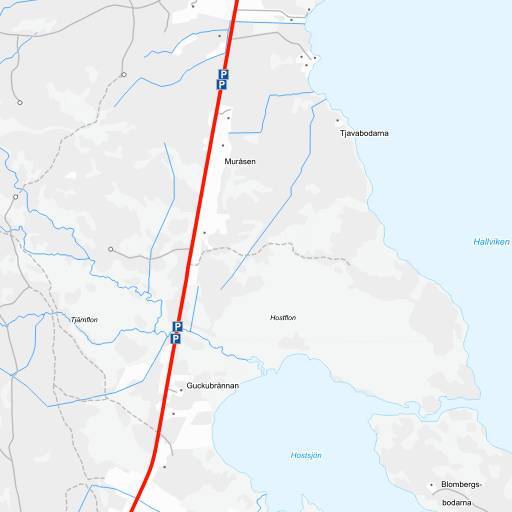 P
P
Tjavabodarna
Muråsen
Hallviken
Tjärnflon
Hostflon
P
P
Guckubrännan
Hostsjön
Blombergs-
bodarna